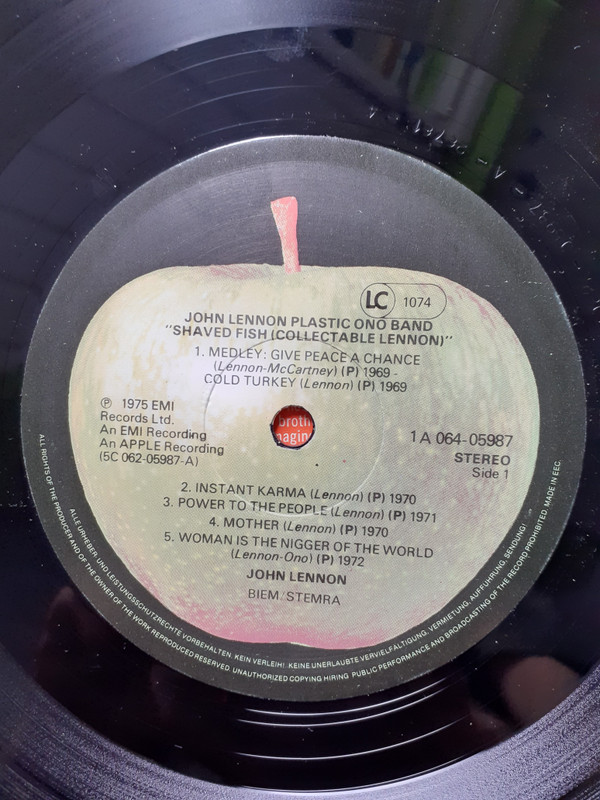 LC 1074
JOHN LENNON PLASTIC ONO BAND
"SHAVED FISH (COLLECTABLE LENNON)"
1. MEDLEY: GIVE PEACE A CHANCE
(Lennon-McCartney) (P) 1969 -
COLD TURKEY (Lennon) (P) 1969
℗ 1975 EMI
Records Ltd.
An EMI Recording
An APPLE Recording
(5C 062-05987-A)
1 A 064-05987
STEREO
Side 1
2. INSTANT KARMA (Lennon) (P) 1970
3. POWER TO THE PEOPLE (Lennon) (P) 1971
4. MOTHER (Lennon) (P) 1970
5. WOMAN IS THE NIGGER OF THE WORLD
(Lennon-Ono) (P) 1972
JOHN LENNON
BIEM/STEMRA
ALLE URHEBER- UND LEISTUNGSSCHUTZRECHTE VORBEHALTEN. KEIN VERLEIH! KEINE UNERLAUBTE VERVIELFÄLTIGUNG, VERMIETUNG, AUFFÜHRUNG, SENDUNG!
ALL RIGHTS OF THE PRODUCER AND OF THE OWNER OF THE WORK REPRODUCED RESERVED. UNAUTHORIZED COPYING HIRING PUBLIC PERFORMANCE AND BROADCASTING OF THE RECORD PROHIBITED. MADE IN EEC.